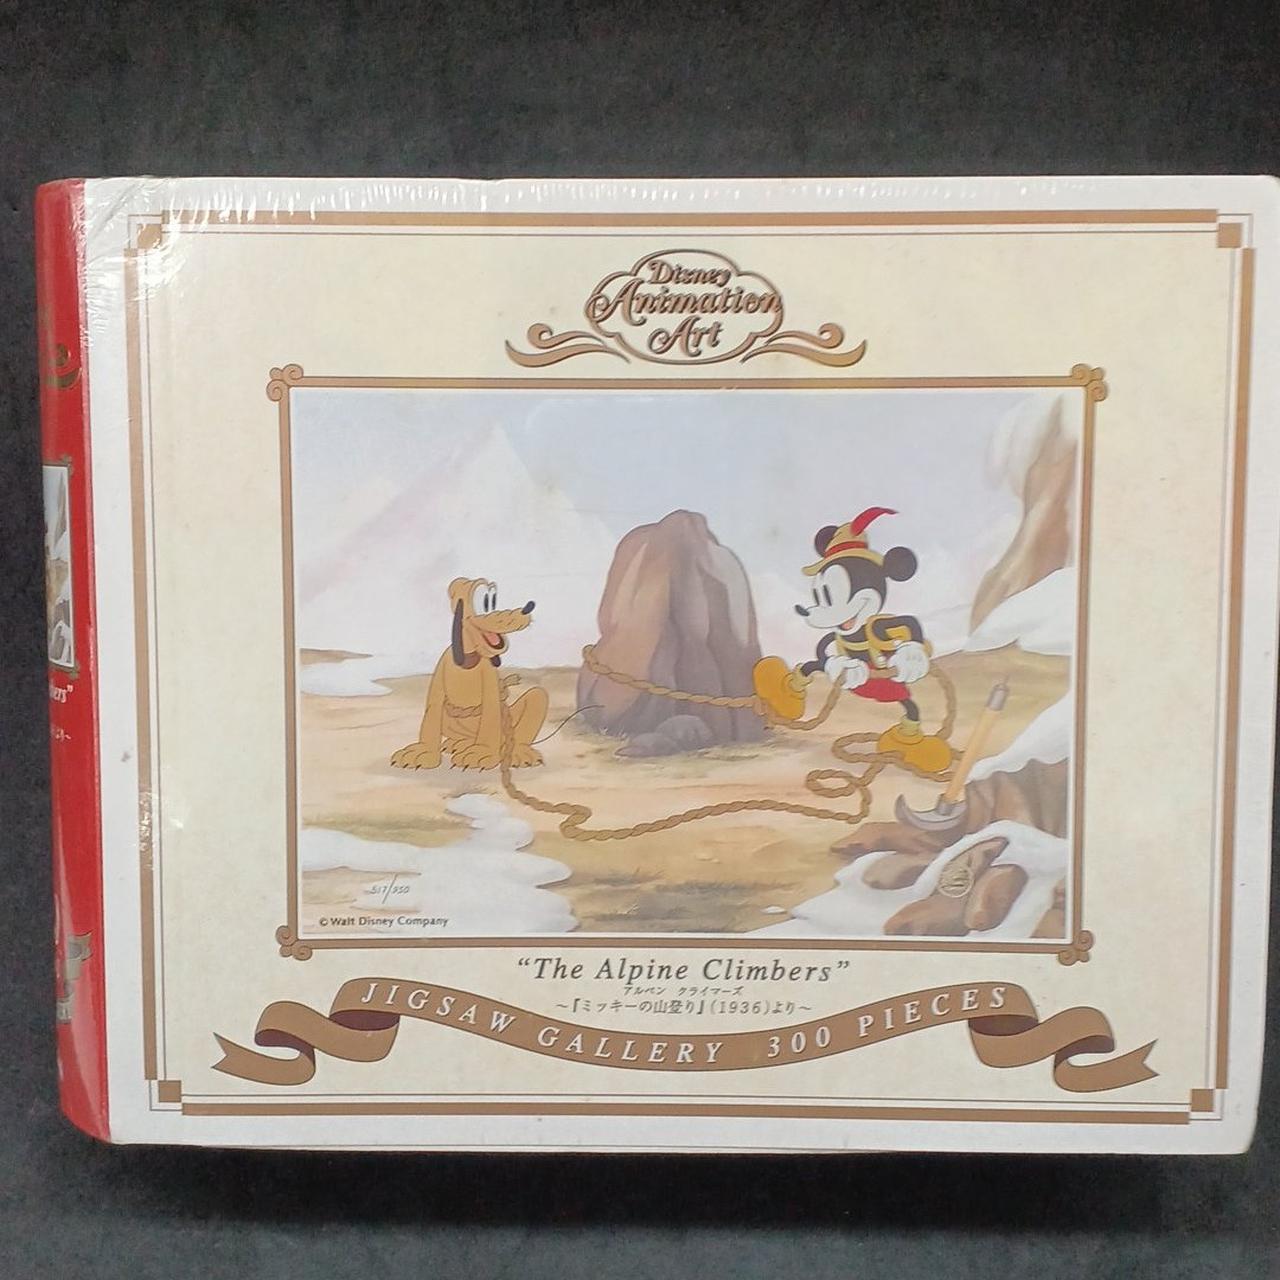 Disney
Animation
Art
517/950
© Walt Disney Company
"The Alpine Climbers"
アルペン クライマーズ
～『ミッキーの山登り』(1936)より～
JIGSAW GALLERY 300 PIECES